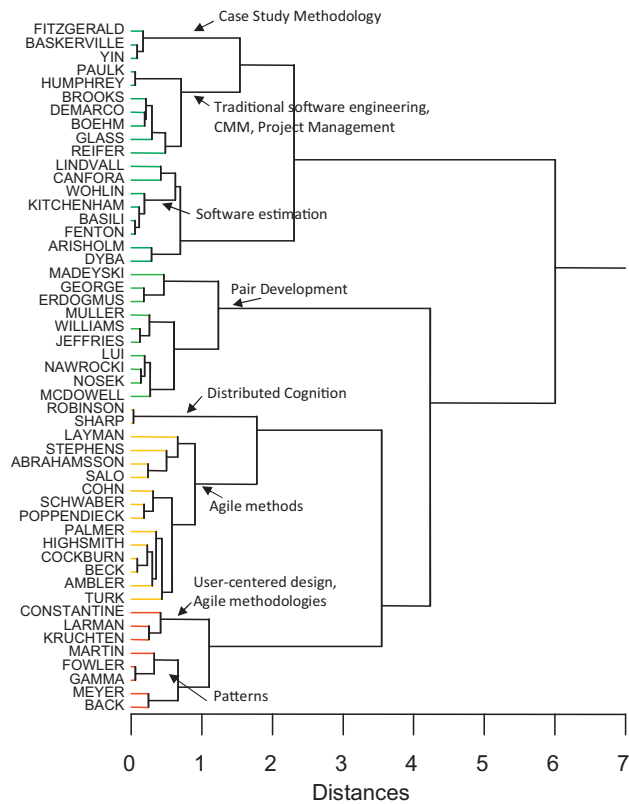 Case Study Methodology
FITZGERALD
BASKERVILLE
YIN
PAULK
HUMPHREY
BROOKS
DEMARCO
BOEHM
GLASS
REIFER
Traditional software engineering,
CMM, Project Management
LINDVALL
CANFORA
WOHLIN
KITCHENHAM
BASILI
FENTON
ARISHOLM
DYBA
Software estimation
MADEYSKI
GEORGE
ERDOGMUS
MULLER
WILLIAMS
JEFFRIES
LUI
NAWROCKI
NOSEK
MCDOWELL
Pair Development
ROBINSON
SHARP
Distributed Cognition
LAYMAN
STEPHENS
ABRAHAMSSON
SALO
COHN
SCHWABER
POPPENDIECK
PALMER
HIGHSMITH
COCKBURN
BECK
AMBLER
TURK
Agile methods
User-centered design,
Agile methodologies
CONSTANTINE
LARMAN
KRUCHTEN
MARTIN
FOWLER
GAMMA
MEYER
BACK
Patterns
0 1 2 3 4 5 6 7
Distances